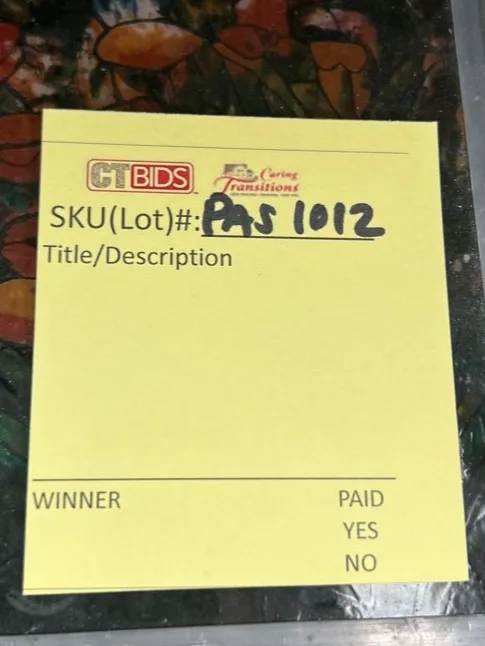 CTBIDS
Caring
Transitions
SKU(Lot)#: PAS 1012
Title/Description
WINNER PAID
YES
NO